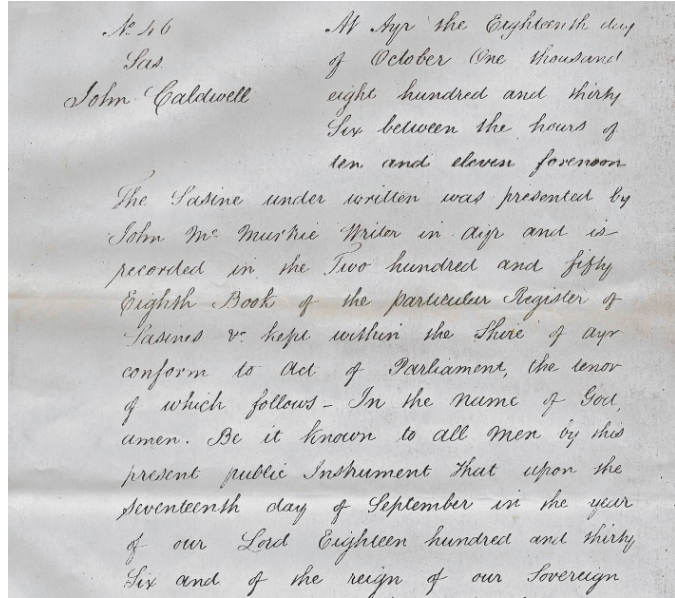 No. 46
Sas.
John Caldwell
At Ayr the Eighteenth day
of October One thousand
eight hundred and thirty
Six between the hours of
ten and eleven forenoon
The Sasine under written was presented by
John Mc Murkie Writer in Ayr and is
recorded in the Two hundred and fifty
Eighth Book of the particular Register of
Sasines &c. kept within the Shire of Ayr
conform to Act of Parliament, the tenor
of which follows - In the Name of God,
amen. Be it known to all Men by this
present public Instrument That upon the
seventeenth day of September in the year
of our Lord Eighteen hundred and thirty
Six and of the reign of our Sovereign